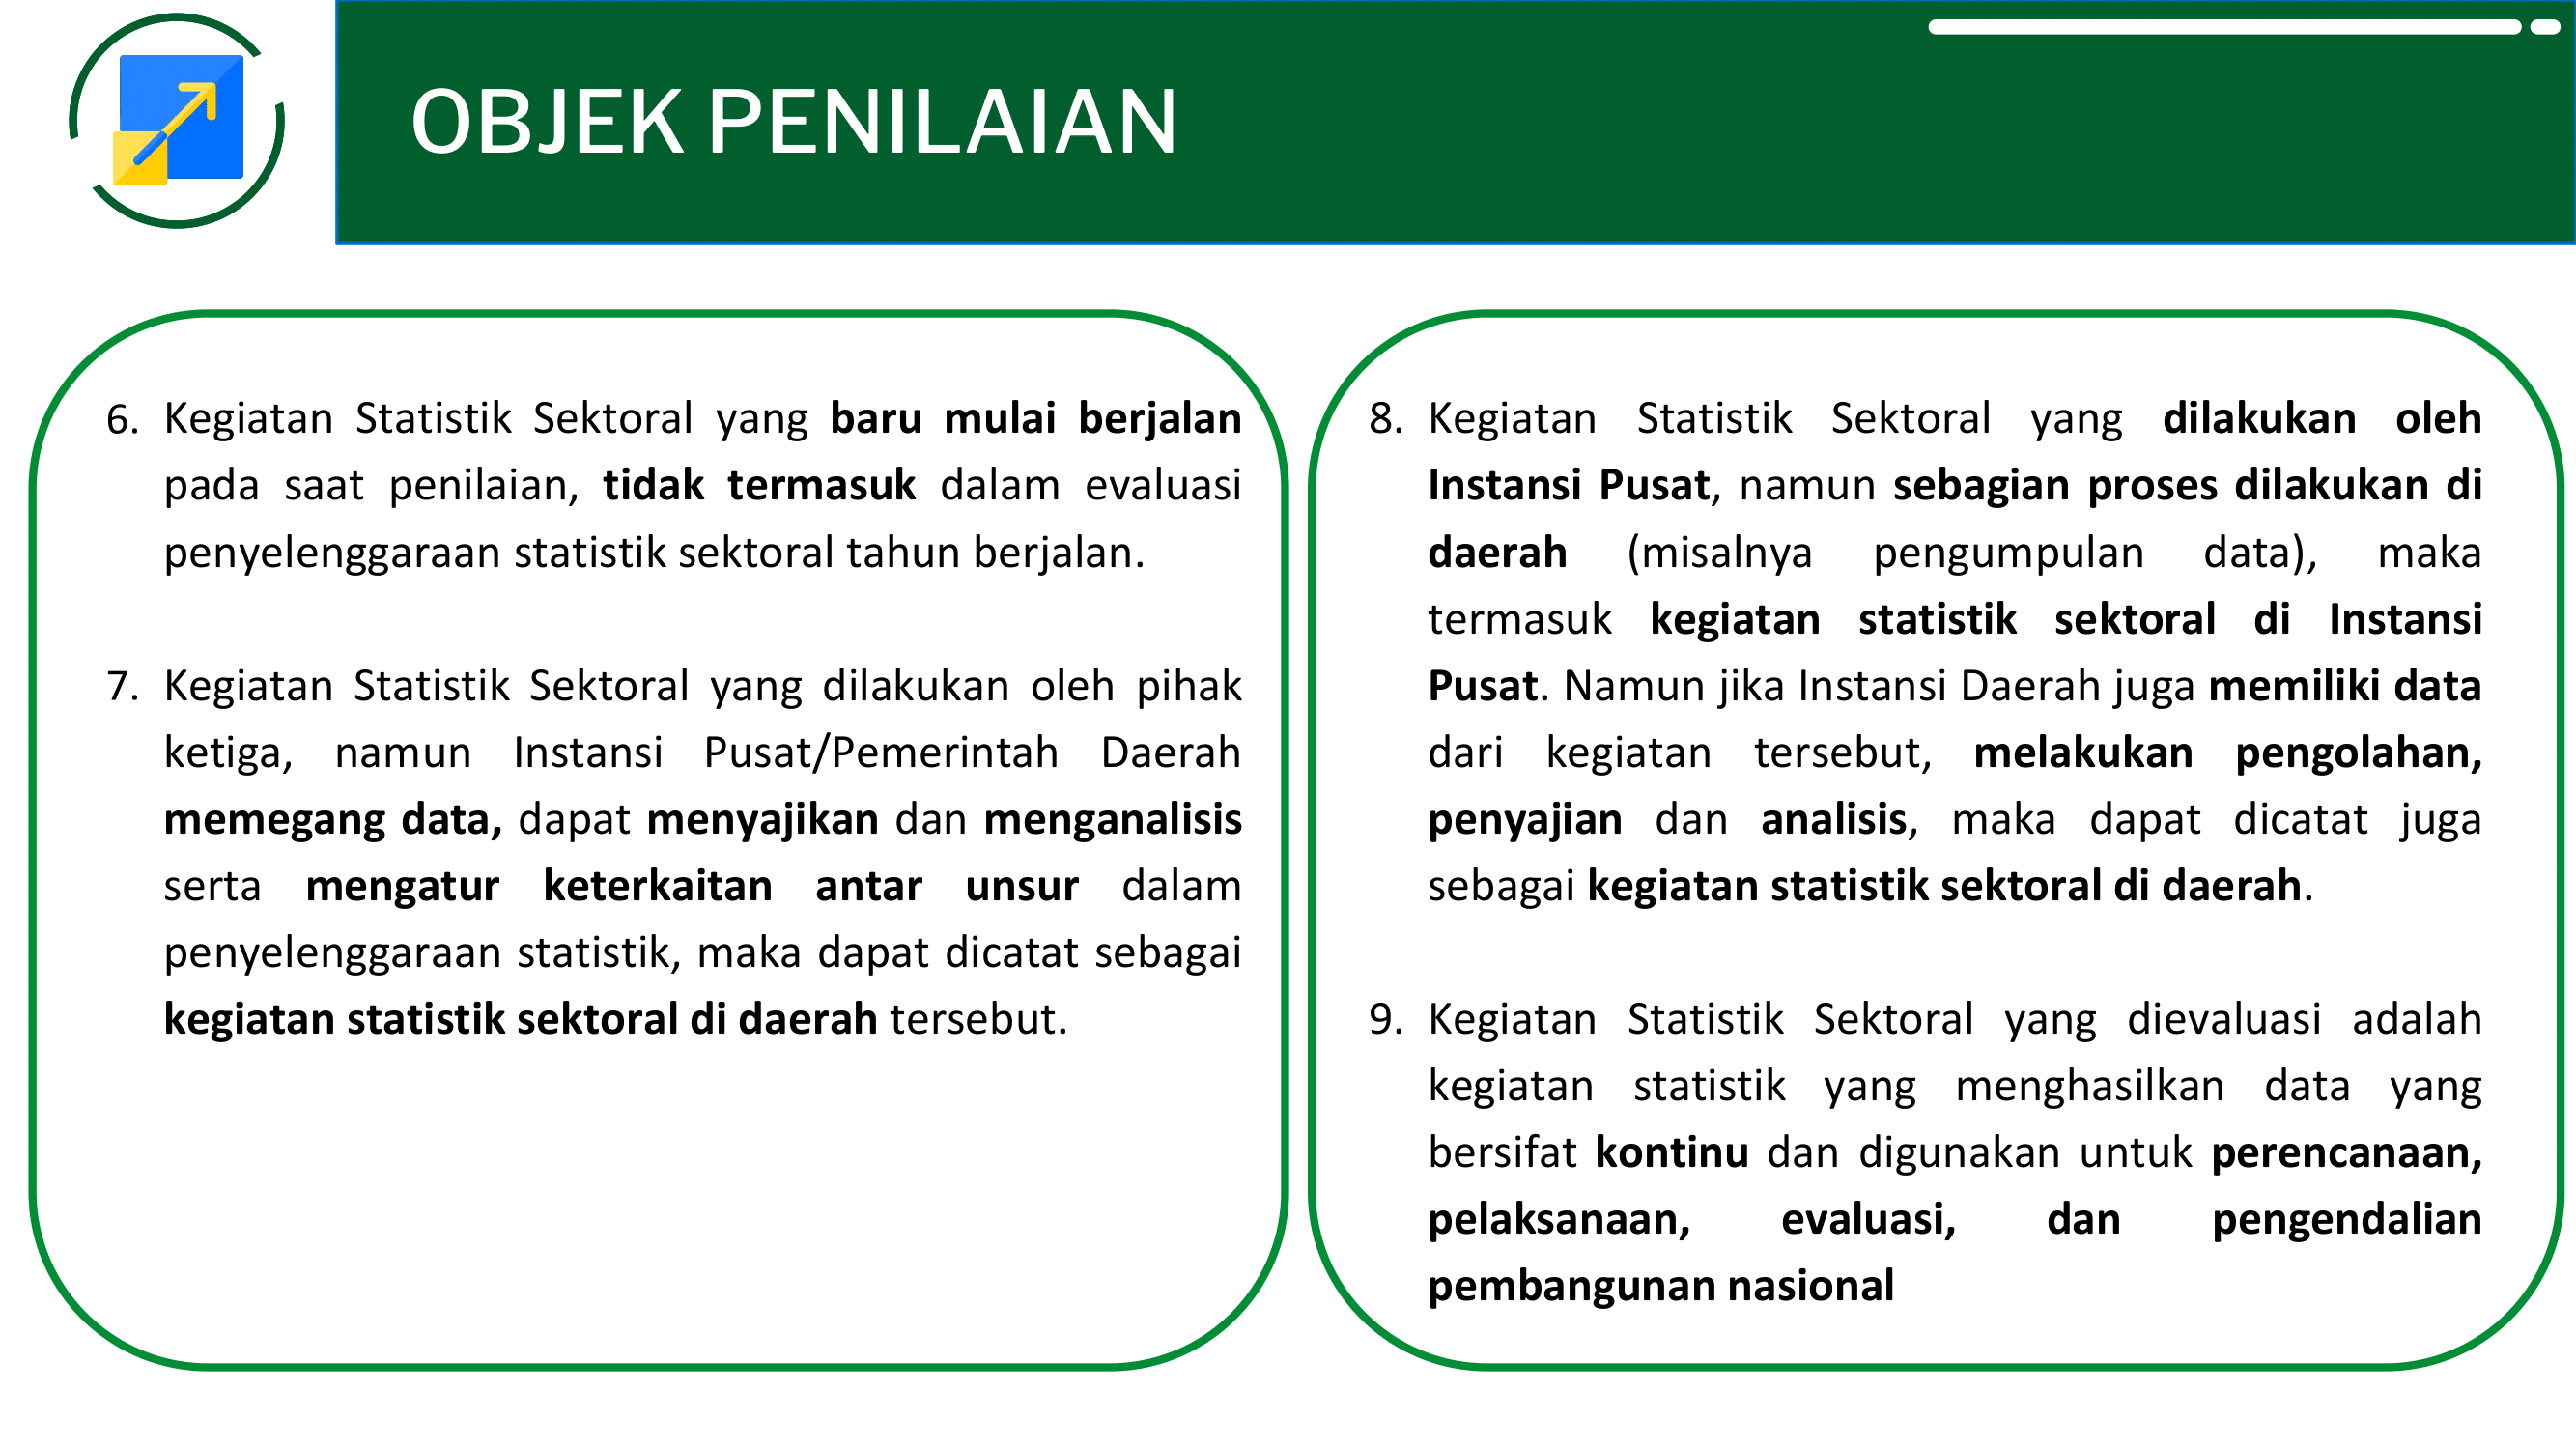 OBJEK PENILAIAN
6. Kegiatan Statistik Sektoral yang baru mulai berjalan
pada saat penilaian, tidak termasuk dalam evaluasi
penyelenggaraan statistik sektoral tahun berjalan.
7. Kegiatan Statistik Sektoral yang dilakukan oleh pihak
ketiga, namun Instansi Pusat/Pemerintah Daerah
memegang data, dapat menyajikan dan menganalisis
serta mengatur keterkaitan antar unsur dalam
penyelenggaraan statistik, maka dapat dicatat sebagai
kegiatan statistik sektoral di daerah tersebut.
8. Kegiatan Statistik Sektoral yang dilakukan oleh
Instansi Pusat, namun sebagian proses dilakukan di
daerah (misalnya pengumpulan data), maka
termasuk kegiatan statistik sektoral di Instansi
Pusat. Namun jika Instansi Daerah juga memiliki data
dari kegiatan tersebut, melakukan pengolahan,
penyajian dan analisis, maka dapat dicatat juga
sebagai kegiatan statistik sektoral di daerah.
9. Kegiatan Statistik Sektoral yang dievaluasi adalah
kegiatan statistik yang menghasilkan data yang
bersifat kontinu dan digunakan untuk perencanaan,
pelaksanaan, evaluasi, dan pengendalian
pembangunan nasional